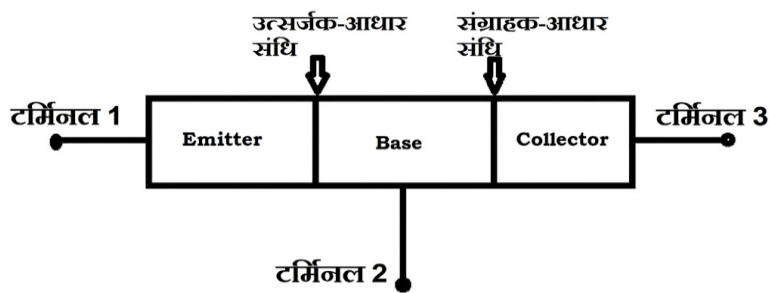 उत्सर्जक-आधार
संधि
संग्राहक-आधार
संधि
टर्मिनल 1
Emitter
Base
Collector
टर्मिनल 3
टर्मिनल 2